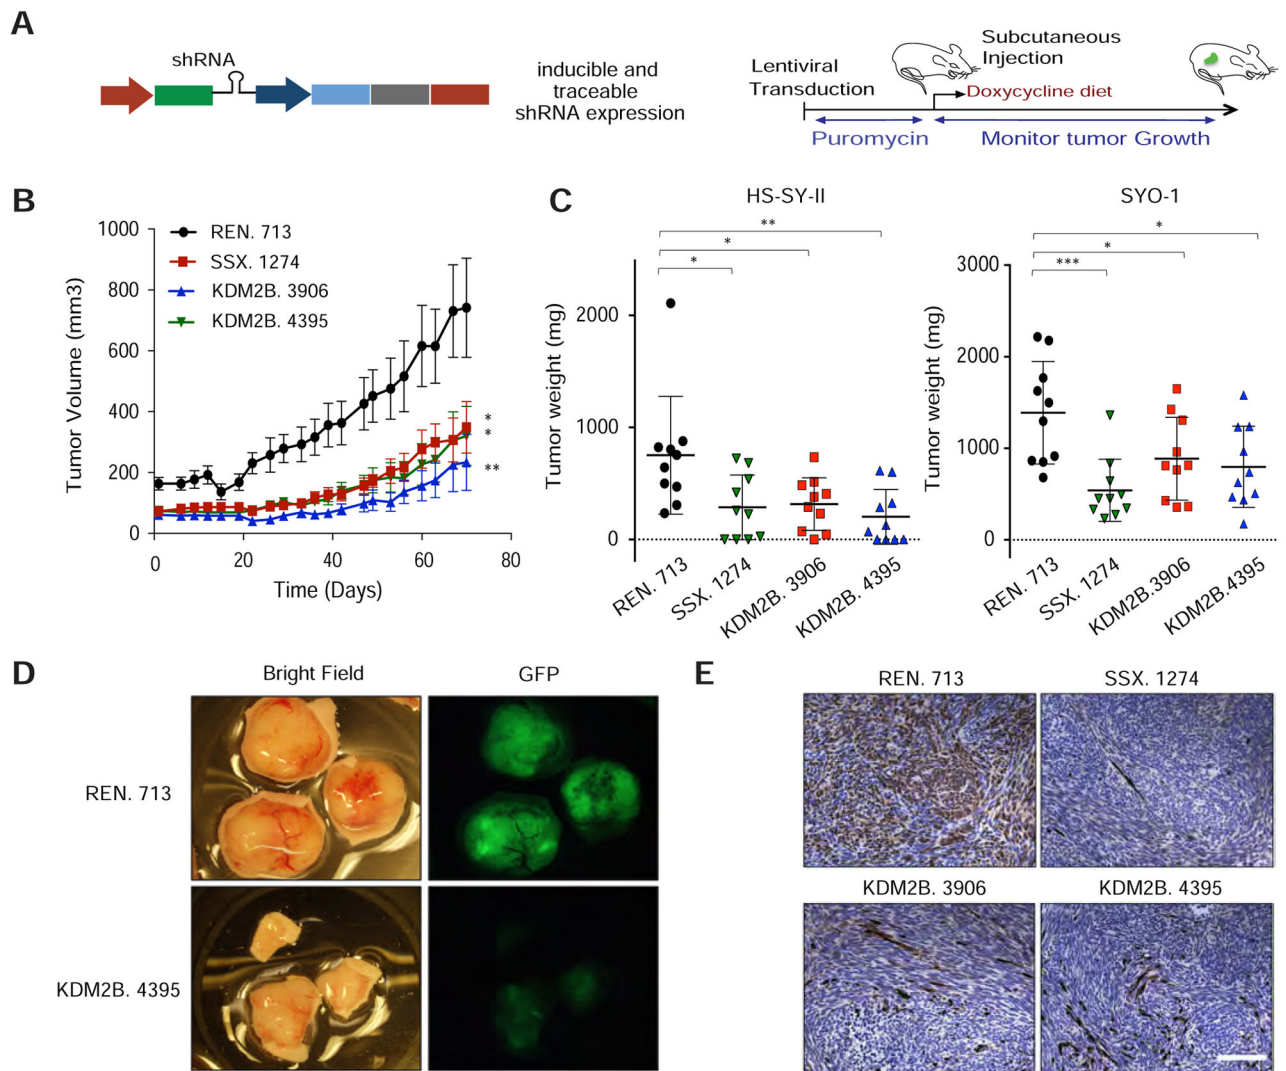 A
shRNA
inducible and
traceable
shRNA expression
Lentiviral
Transduction
Subcutaneous
Injection
Doxycycline diet
Puromycin
Monitor tumor Growth
B
REN. 713
SSX. 1274
KDM2B. 3906
KDM2B. 4395
Tumor Volume (mm3)
1000
800
600
400
200
0
*
*
**
0
20
40
60
80
Time (Days)
C
HS-SY-II
**
*
*
Tumor weight (mg)
2000
1000
0
REN. 713
SSX. 1274
KDM2B. 3906
KDM2B. 4395
SYO-1
*
*
***
Tumor weight (mg)
3000
2000
1000
0
REN. 713
SSX. 1274
KDM2B.3906
KDM2B.4395
D
Bright Field
GFP
REN. 713
KDM2B. 4395
E
REN. 713
SSX. 1274
KDM2B. 3906
KDM2B. 4395